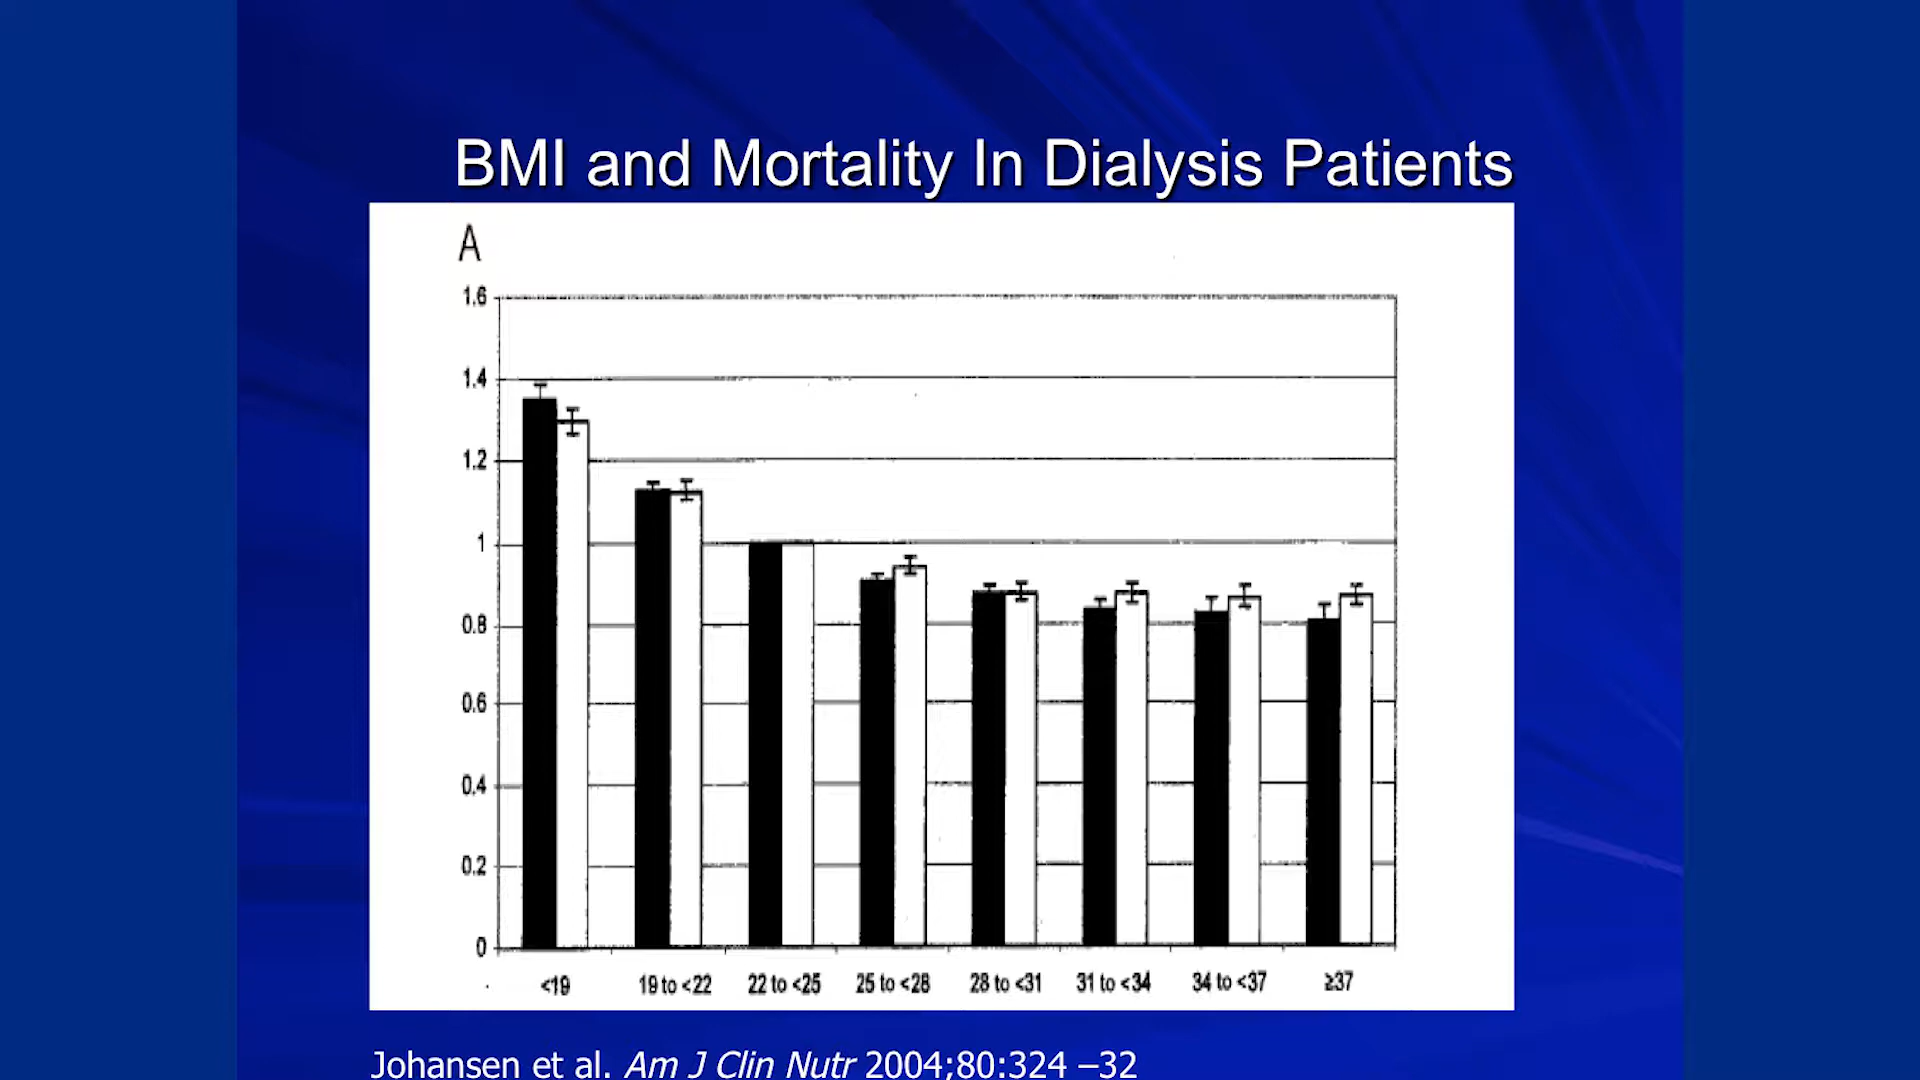 BMI and Mortality In Dialysis Patients
A
1.6
1.4
1.2
1
0.8
0.6
0.4
0.2
0
<19 19 to <22 22 to <25 25 to <28 28 to <31 31 to <34 34 to <37 ≥37
Johansen et al. Am J Clin Nutr 2004;80:324 –32